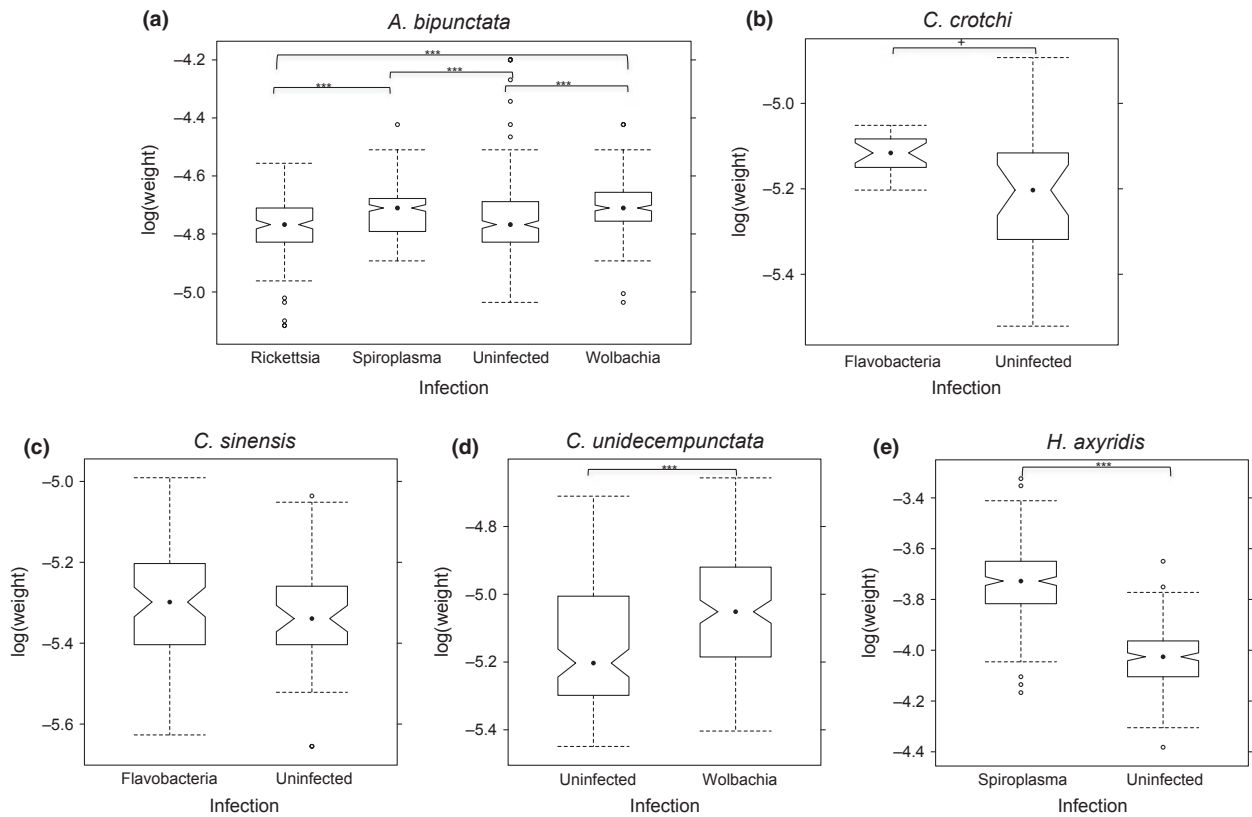 (a)
A. bipunctata
***
***
***
***
–4.2
–4.4
–4.6
–4.8
–5.0
log(weight)
Rickettsia Spiroplasma Uninfected Wolbachia
Infection
(b)
C. crotchi
+
–5.0
–5.2
–5.4
log(weight)
Flavobacteria Uninfected
Infection
(c)
C. sinensis
–5.0
–5.2
–5.4
–5.6
log(weight)
Flavobacteria Uninfected
Infection
(d)
C. unidecempunctata
***
–4.8
–5.0
–5.2
–5.4
log(weight)
Uninfected Wolbachia
Infection
(e)
H. axyridis
***
–3.4
–3.6
–3.8
–4.0
–4.2
–4.4
log(weight)
Spiroplasma Uninfected
Infection